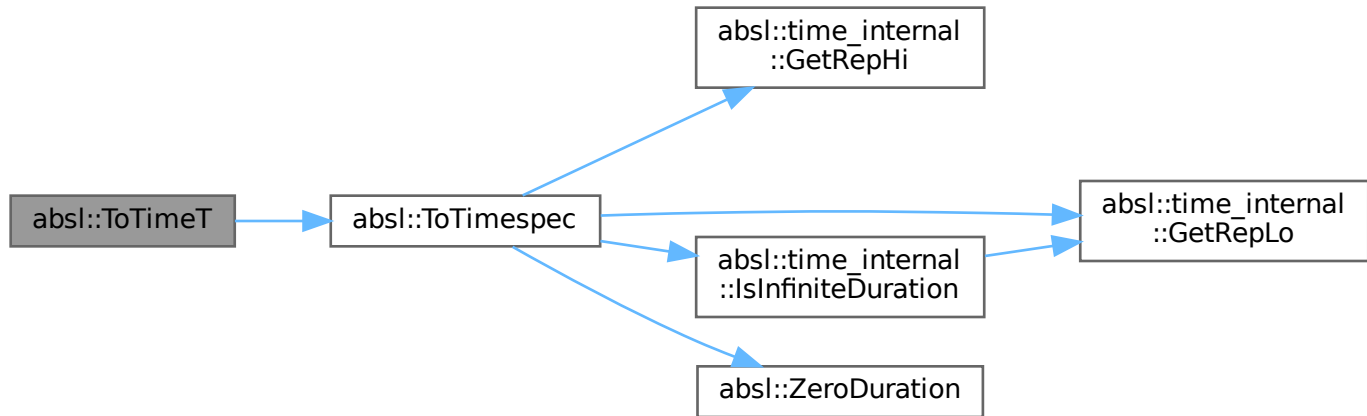 absl::ToTimeT
absl::ToTimespec
absl::time_internal
::GetRepHi
absl::time_internal
::IsInfiniteDuration
absl::ZeroDuration
absl::time_internal
::GetRepLo